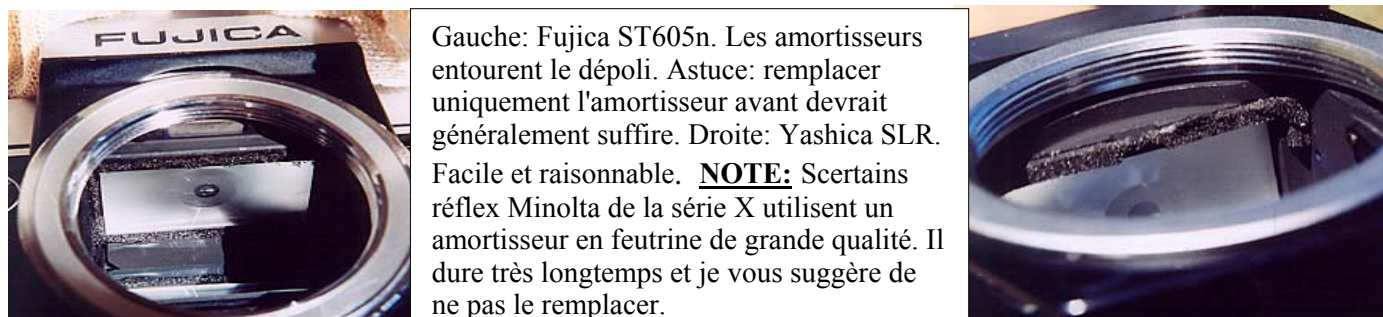 FUJICA
Gauche: Fujica ST605n. Les amortisseurs
entourent le dépoli. Astuce: remplacer
uniquement l'amortisseur avant devrait
généralement suffire. Droite: Yashica SLR.
Facile et raisonnable. NOTE: Scertains
réflex Minolta de la série X utilisent un
amortisseur en feutrine de grande qualité. Il
dure très longtemps et je vous suggère de
ne pas le remplacer.